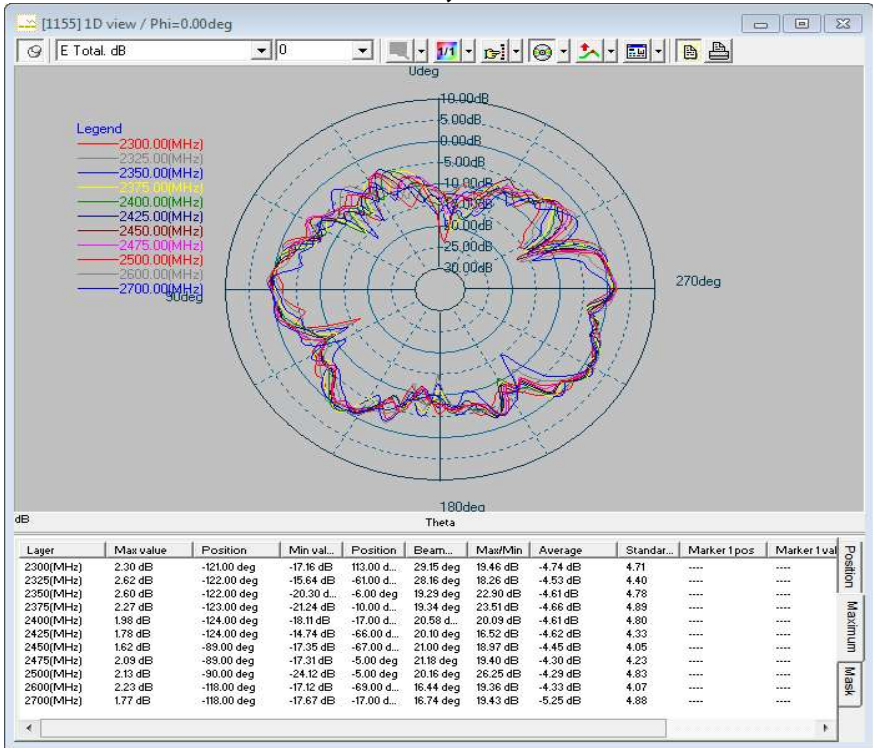 [1155] 1D view / Phi=0.00deg
E Total. dB 0 1/1
Udeg
10.00dB
5.00dB
0.00dB
-5.00dB
-10.00dB
25.00dB
30.00dB
Legend
2300.00(MHz)
2325.00(MHz)
2350.00(MHz)
2375.00(MHz)
2400.00(MHz)
2425.00(MHz)
2450.00(MHz)
2475.00(MHz)
2500.00(MHz)
2600.00(MHz)
2700.00(MHz)
270deg
180deg
dB
Theta
Layer Max value Position Min val... Position Beam... Max/Min Average Standar... Marker 1 pos Marker 1 val
2300(MHz) 2.30 dB -121.00 deg -17.16 dB 113.00 d... 29.15 deg 19.46 dB -4.74 dB 4.71 ---- ----
2325(MHz) 2.62 dB -122.00 deg -15.64 dB -61.00 d... 28.16 deg 18.26 dB -4.53 dB 4.40 ---- ----
2350(MHz) 2.60 dB -122.00 deg -20.30 d... -6.00 deg 19.29 deg 22.90 dB -4.61 dB 4.78 ---- ----
2375(MHz) 2.27 dB -123.00 deg -21.24 dB -10.00 d... 19.34 deg 23.51 dB -4.66 dB 4.89 ---- ----
2400(MHz) 1.98 dB -124.00 deg -18.11 dB -17.00 d... 20.58 d... 20.09 dB -4.61 dB 4.80 ---- ----
2425(MHz) 1.78 dB -124.00 deg -14.74 dB -66.00 d... 20.10 deg 16.52 dB -4.62 dB 4.33 ---- ----
2450(MHz) 1.62 dB -89.00 deg -17.35 dB -67.00 d... 21.00 deg 18.97 dB -4.45 dB 4.05 ---- ----
2475(MHz) 2.09 dB -89.00 deg -17.31 dB -5.00 deg 21.18 deg 19.40 dB -4.30 dB 4.23 ---- ----
2500(MHz) 2.13 dB -90.00 deg -24.12 dB -5.00 deg 20.16 deg 26.25 dB -4.29 dB 4.83 ---- ----
2600(MHz) 2.23 dB -118.00 deg -17.12 dB -69.00 d... 16.44 deg 19.36 dB -4.33 dB 4.07 ---- ----
2700(MHz) 1.77 dB -118.00 deg -17.67 dB -17.00 d... 16.74 deg 19.43 dB -5.25 dB 4.88 ---- ----
Position
Maximum
Mask